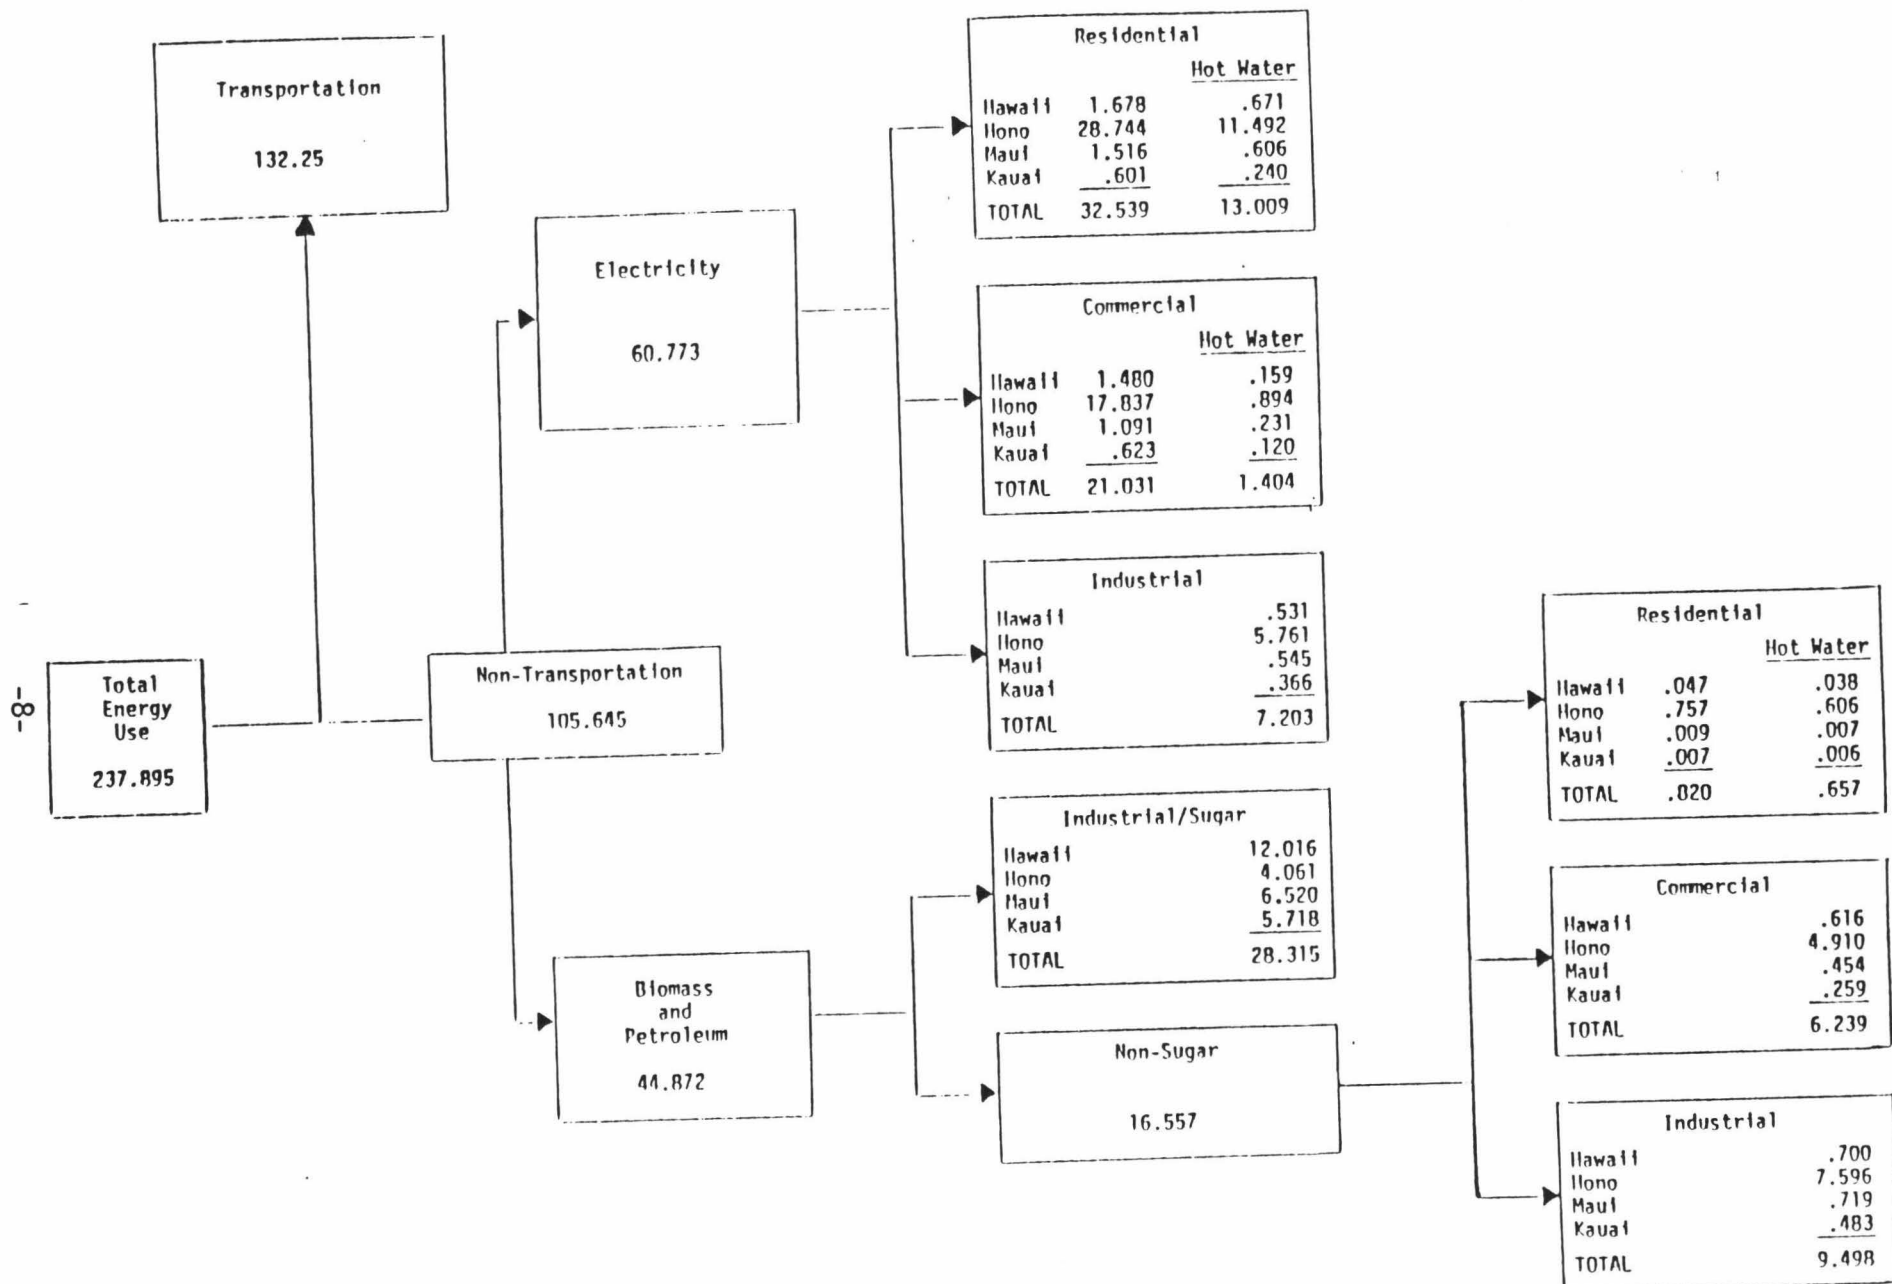 Transportation
132.25
Residential
Hot Water
Hawaii 1.678 .671
Hono 28.744 11.492
Maui 1.516 .606
Kauai .601 .240
TOTAL 32.539 13.009
Electricity
60.773
Commercial
Hot Water
Hawaii 1.480 .159
Hono 17.837 .894
Maui 1.091 .231
Kauai .623 .120
TOTAL 21.031 1.404
Industrial
Hawaii .531
Hono 5.761
Maui .545
Kauai .366
TOTAL 7.203
-8-
Total
Energy
Use
237.895
Non-Transportation
105.645
Biomass
and
Petroleum
44.872
Industrial/Sugar
Hawaii 12.016
Hono 4.061
Maui 6.520
Kauai 5.718
TOTAL 28.315
Non-Sugar
16.557
Residential
Hot Water
Hawaii .047 .038
Hono .757 .606
Maui .009 .007
Kauai .007 .006
TOTAL .820 .657
Commercial
Hawaii .616
Hono 4.910
Maui .454
Kauai .259
TOTAL 6.239
Industrial
Hawaii .700
Hono 7.596
Maui .719
Kauai .483
TOTAL 9.498